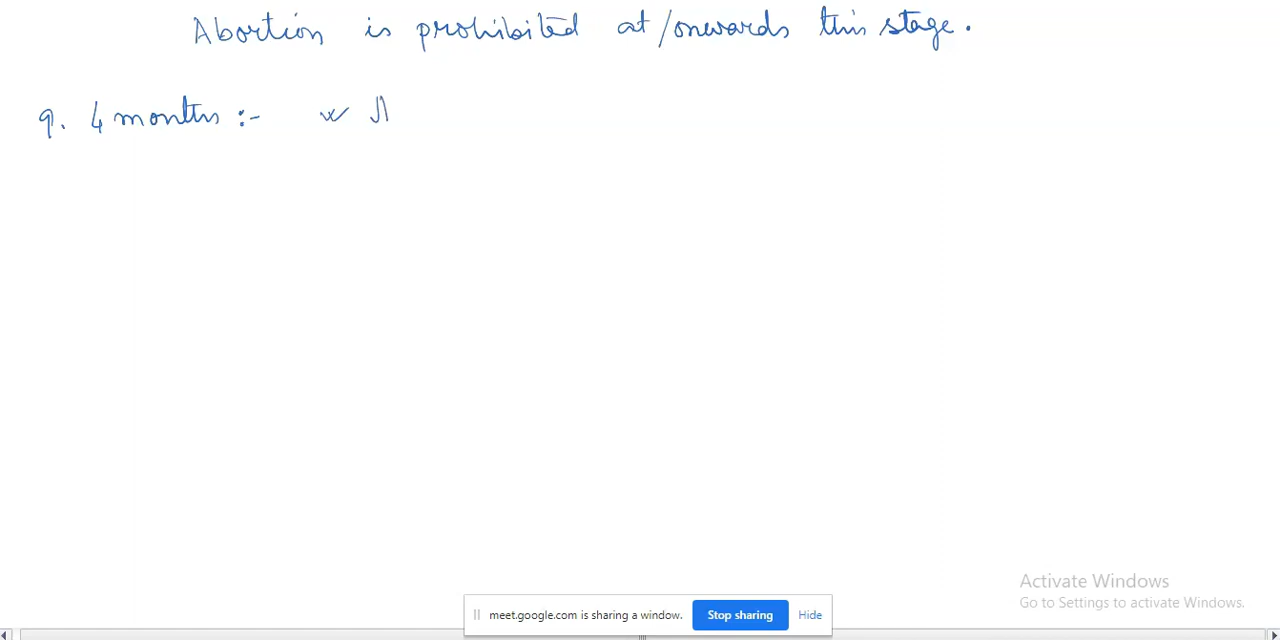 Abortion is prohibited at/onwards this stage.
9. 4 months :-
Activate Windows
Go to Settings to activate Windows.
meet.google.com is sharing a window. Stop sharing Hide